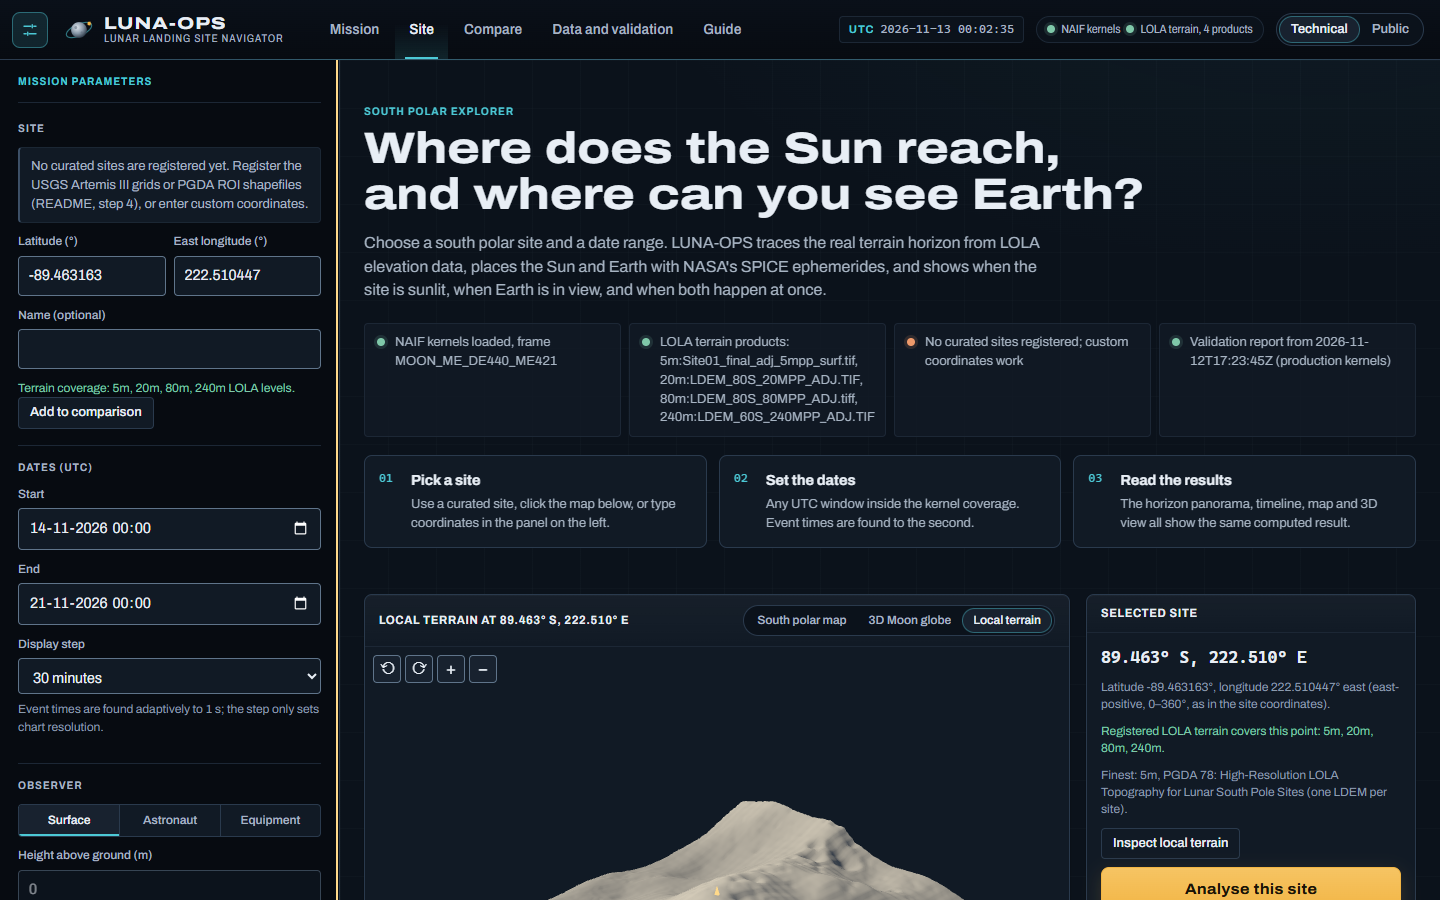 LUNA-OPS
LUNAR LANDING SITE NAVIGATOR
Mission
Site
Compare
Data and validation
Guide
UTC 2026-11-13 00:02:35
NAIF kernels
LOLA terrain, 4 products
Technical
Public
MISSION PARAMETERS
SITE
No curated sites are registered yet. Register the
USGS Artemis III grids or PGDA ROI shapefiles
(README, step 4), or enter custom coordinates.
Latitude (°)
East longitude (°)
-89.463163
222.510447
Name (optional)
Terrain coverage: 5m, 20m, 80m, 240m LOLA levels.
Add to comparison
DATES (UTC)
Start
14-11-2026 00:00
End
21-11-2026 00:00
Display step
30 minutes
Event times are found adaptively to 1 s; the step only sets
chart resolution.
OBSERVER
Surface
Astronaut
Equipment
Height above ground (m)
0
SOUTH POLAR EXPLORER
Where does the Sun reach,
and where can you see Earth?
Choose a south polar site and a date range. LUNA-OPS traces the real terrain horizon from LOLA
elevation data, places the Sun and Earth with NASA's SPICE ephemerides, and shows when the
site is sunlit, when Earth is in view, and when both happen at once.
NAIF kernels loaded, frame
MOON_ME_DE440_ME421
LOLA terrain products:
5m:Site01_final_adj_5mpp_surf.tif,
20m:LDEM_80S_20MPP_ADJ.TIF,
80m:LDEM_80S_80MPP_ADJ.tiff,
240m:LDEM_60S_240MPP_ADJ.TIF
No curated sites registered; custom
coordinates work
Validation report from 2026-11-
12T17:23:45Z (production kernels)
01 Pick a site
Use a curated site, click the map below, or type
coordinates in the panel on the left.
02 Set the dates
Any UTC window inside the kernel coverage.
Event times are found to the second.
03 Read the results
The horizon panorama, timeline, map and 3D
view all show the same computed result.
LOCAL TERRAIN AT 89.463° S, 222.510° E
South polar map
3D Moon globe
Local terrain
+
−
SELECTED SITE
89.463° S, 222.510° E
Latitude -89.463163°, longitude 222.510447° east (east-
positive, 0–360°, as in the site coordinates).
Registered LOLA terrain covers this point: 5m, 20m,
80m, 240m.
Finest: 5m, PGDA 78: High-Resolution LOLA
Topography for Lunar South Pole Sites (one LDEM per
site).
Inspect local terrain
Analyse this site